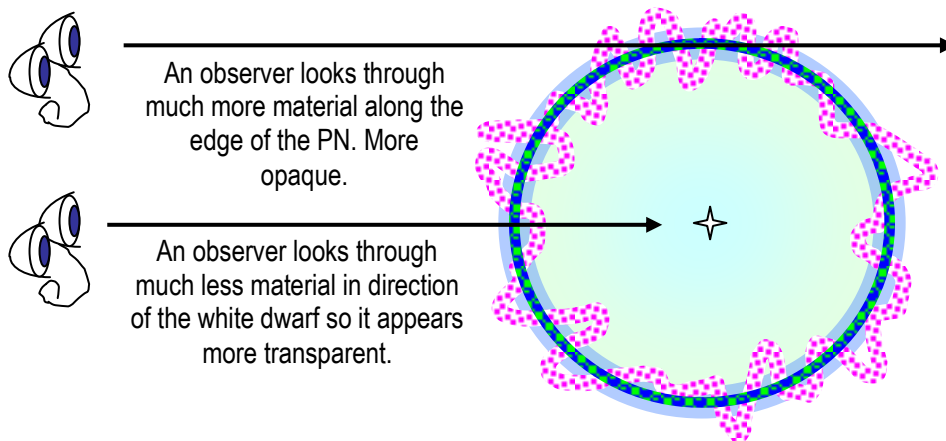 An observer looks through
much more material along the
edge of the PN. More
opaque.
An observer looks through
much less material in direction
of the white dwarf so it appears
more transparent.